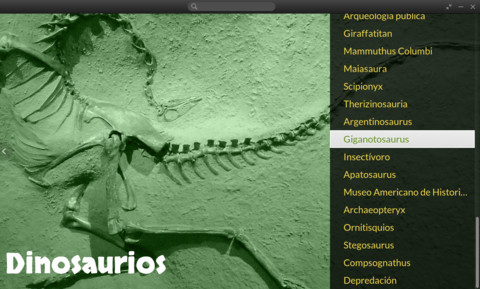 Arqueología pública
Giraffatitan
Mammuthus Columbi
Maiasaura
Scipionyx
Therizinosauria
Argentinosaurus
Giganotosaurus
Insectívoro
Apatosaurus
Museo Americano de Histori...
Archaeopteryx
Ornitisquios
Stegosaurus
Compsognathus
Depredación
Dinosaurios